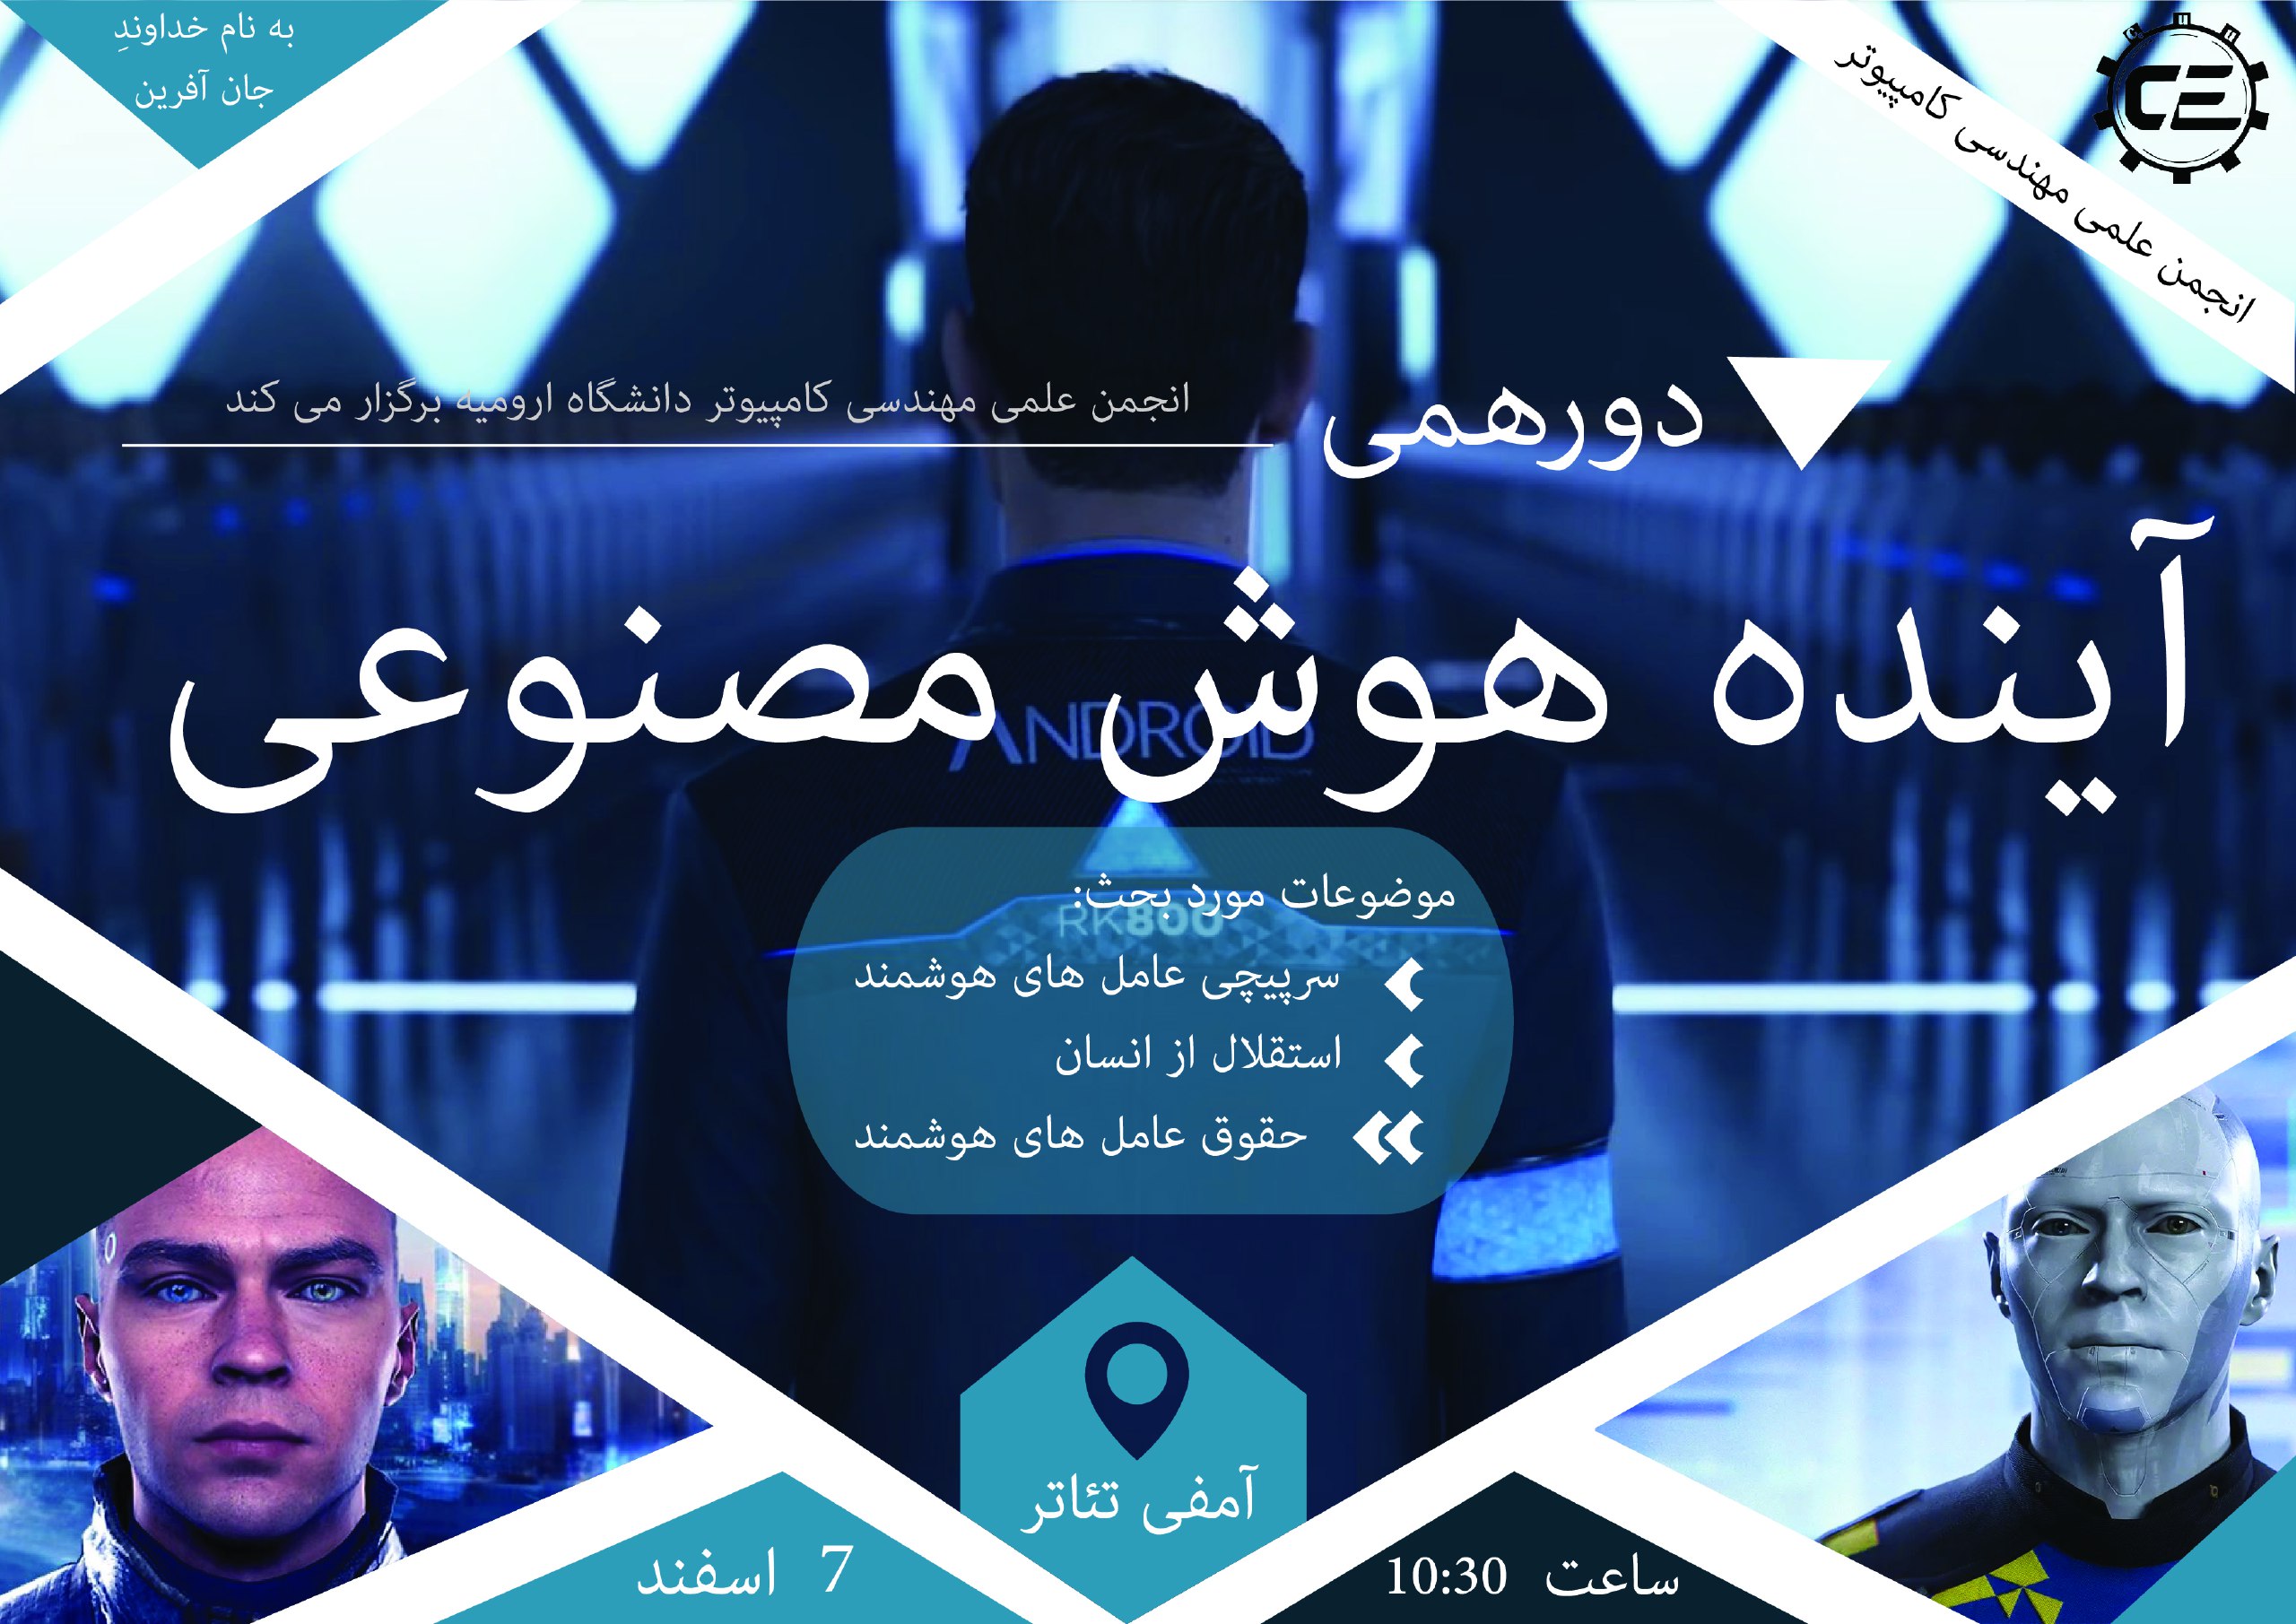 به نام خداوندِ
جان آفرین
CE
انجمن علمی مهندسی کامپیوتر
دورهمی
انجمن علمی مهندسی کامپیوتر دانشگاه ارومیه برگزار می کند
آینده هوش مصنوعی
ANDROID
موضوعات مورد بحث:
RK800
سرپیچی عامل های هوشمند
استقلال از انسان
حقوق عامل های هوشمند
آمفی تئاتر
ساعت 10:30
7 اسفند